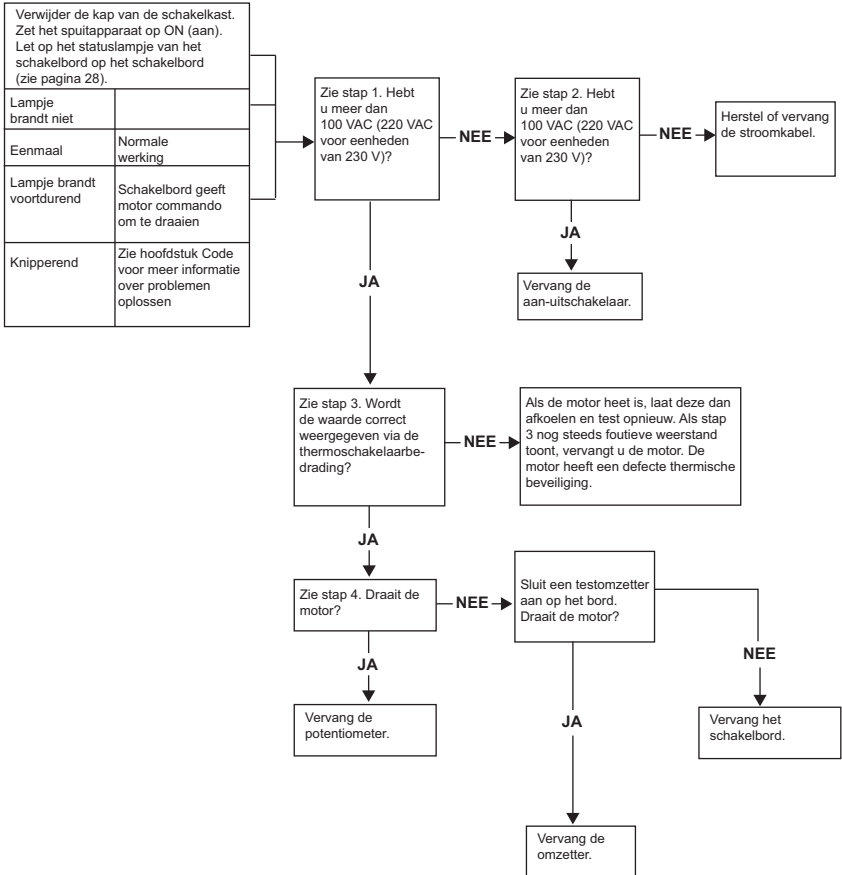 Verwijder de kap van de schakelkast.
Zet het spuitapparaat op ON (aan).
Let op het statuslampje van het
schakelbord op het schakelbord
(zie pagina 28).
Lampje
brandt niet
Eenmaal
Normale
werking
Lampje brandt
voortdurend
Schakelbord geeft
motor commando
om te draaien
Knipperend
Zie hoofdstuk Code
voor meer informatie
over problemen
oplossen
Zie stap 1. Hebt
u meer dan
100 VAC (220 VAC
voor eenheden
van 230 V)?
NEE
Zie stap 2. Hebt
u meer dan
100 VAC (220 VAC
voor eenheden
van 230 V)?
NEE
Herstel of vervang
de stroomkabel.
JA
Vervang de
aan-uitschakelaar.
JA
Zie stap 3. Wordt
de waarde correct
weergegeven via de
thermoschakelaarbe-
drading?
NEE
Als de motor heet is, laat deze dan
afkoelen en test opnieuw. Als stap
3 nog steeds foutieve weerstand
toont, vervangt u de motor. De
motor heeft een defecte thermische
beveiliging.
JA
Zie stap 4. Draait de
motor?
NEE
Sluit een testomzetter
aan op het bord.
Draait de motor?
NEE
Vervang het
schakelbord.
JA
Vervang de
potentiometer.
JA
Vervang de
omzetter.